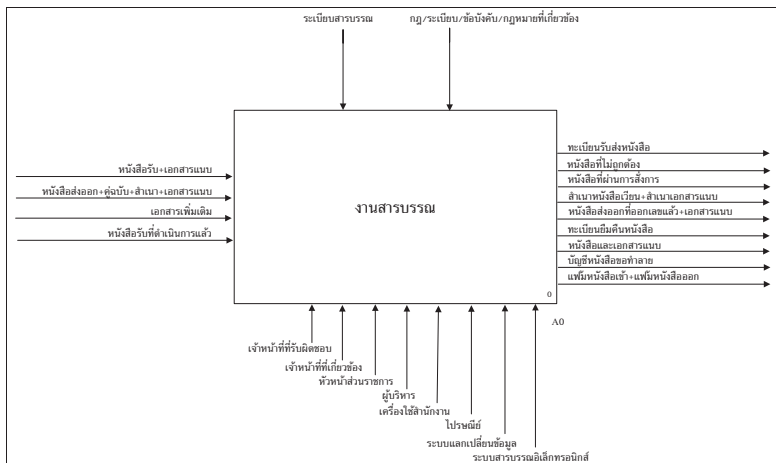 ระเบียบสารบรรณ
กฎ/ระเบียบ/ข้อบังคับ/กฎหมายที่เกี่ยวข้อง
หนังสือรับ+เอกสารแนบ
หนังสือส่งออก+คู่ฉบับ+สำเนา+เอกสารแนบ
เอกสารเพิ่มเติม
หนังสือรับที่ดำเนินการแล้ว
งานสารบรรณ
0
A0
ทะเบียนรับส่งหนังสือ
หนังสือที่ไม่ถูกต้อง
หนังสือที่ผ่านการสั่งการ
สำเนาหนังสือเวียน+สำเนาเอกสารแนบ
หนังสือส่งออกที่ออกเลขแล้ว+เอกสารแนบ
ทะเบียนยืมคืนหนังสือ
หนังสือและเอกสารแนบ
บัญชีหนังสือขอทำลาย
แฟ้มหนังสือเข้า+แฟ้มหนังสือออก
เจ้าหน้าที่ที่รับผิดชอบ
เจ้าหน้าที่ที่เกี่ยวข้อง
หัวหน้าส่วนราชการ
ผู้บริหาร
เครื่องใช้สำนักงาน
ไปรษณีย์
ระบบแลกเปลี่ยนข้อมูล
ระบบสารบรรณอิเล็กทรอนิกส์